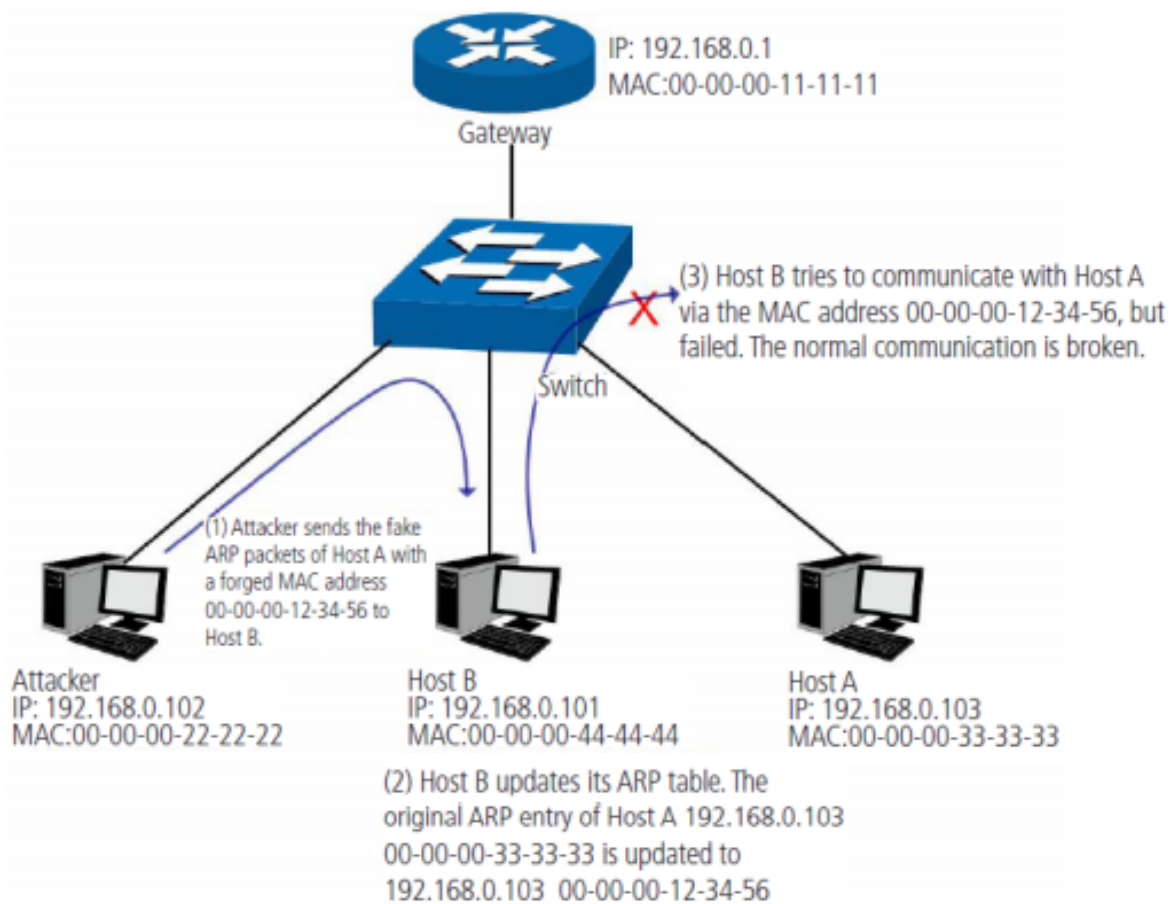 IP: 192.168.0.1
MAC:00-00-00-11-11-11
Gateway
(3) Host B tries to communicate with Host A
via the MAC address 00-00-00-12-34-56, but
failed. The normal communication is broken.
X
Switch
(1) Attacker sends the fake
ARP packets of Host A with
a forged MAC address
00-00-00-12-34-56 to
Host B.
Attacker
IP: 192.168.0.102
MAC:00-00-00-22-22-22
Host B
IP: 192.168.0.101
MAC:00-00-00-44-44-44
Host A
IP: 192.168.0.103
MAC:00-00-00-33-33-33
(2) Host B updates its ARP table. The
original ARP entry of Host A 192.168.0.103
00-00-00-33-33-33 is updated to
192.168.0.103 00-00-00-12-34-56